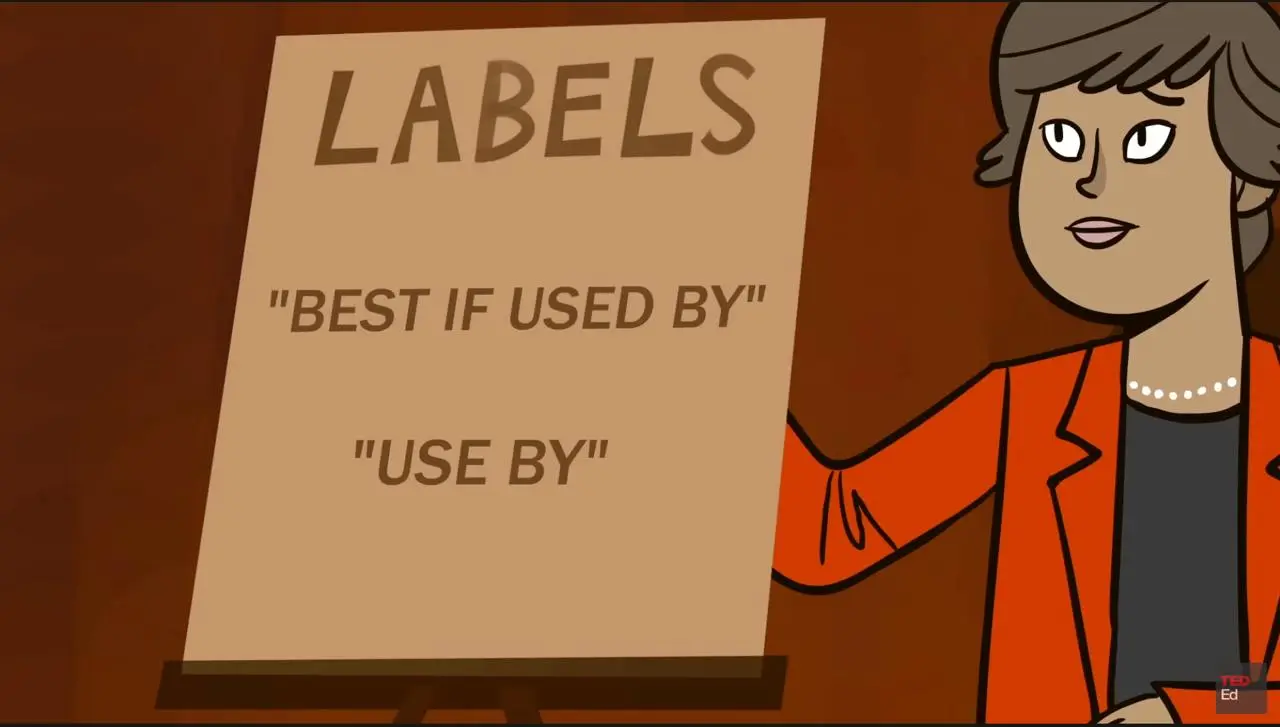 LABELS
"BEST IF USED BY"
"USE BY"
TED
Ed